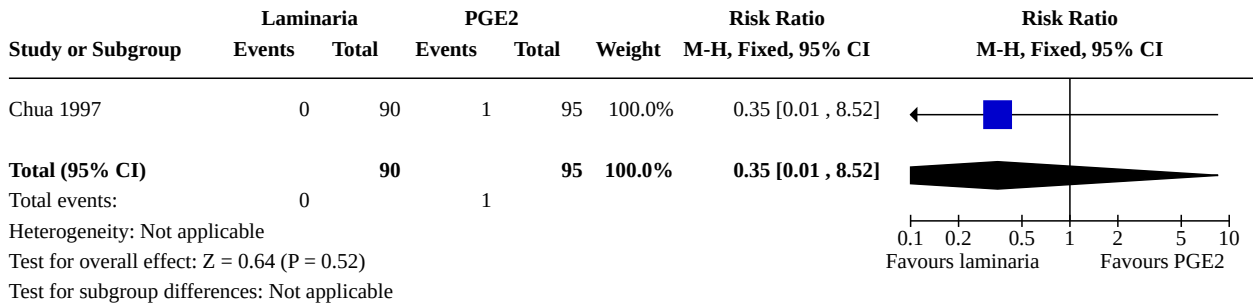 Laminaria PGE2 Risk Ratio Risk Ratio
Study or Subgroup Events Total Events Total Weight M-H, Fixed, 95% CI M-H, Fixed, 95% CI
Chua 1997 0 90 1 95 100.0% 0.35 [0.01 , 8.52]
Total (95% CI) 90 95 100.0% 0.35 [0.01 , 8.52]
Total events: 0 1
Heterogeneity: Not applicable
0.1 0.2 0.5 1 2 5 10
Test for overall effect: Z = 0.64 (P = 0.52)
Favours laminaria Favours PGE2
Test for subgroup differences: Not applicable